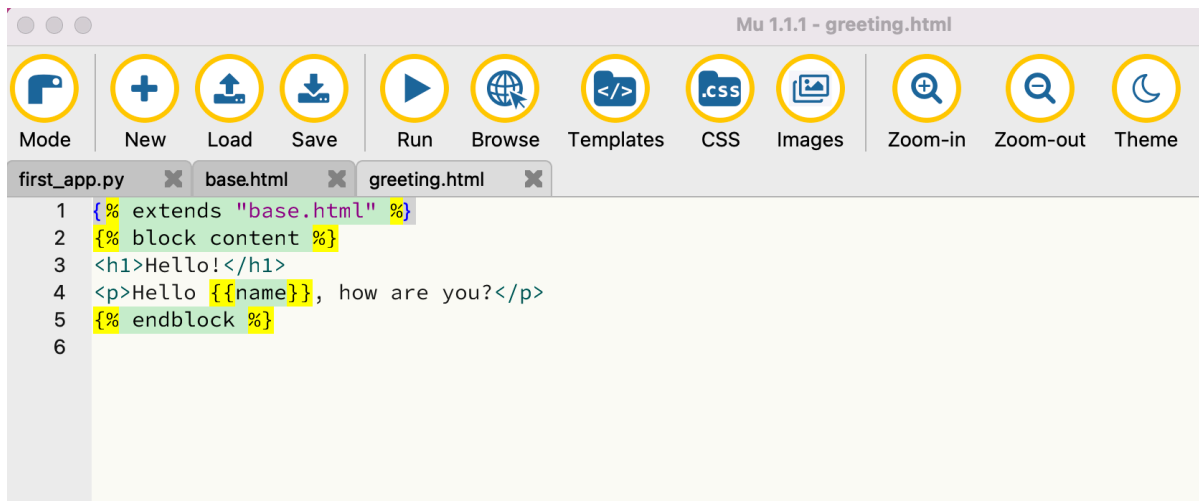 Mu 1.1.1 - greeting.html
</> .css
Mode New Load Save Run Browse Templates CSS Images Zoom-in Zoom-out Theme
first_app.py base.html greeting.html
1 {% extends "base.html" %}
2 {% block content %}
3 <h1>Hello!</h1>
4 <p>Hello {{name}}, how are you?</p>
5 {% endblock %}
6